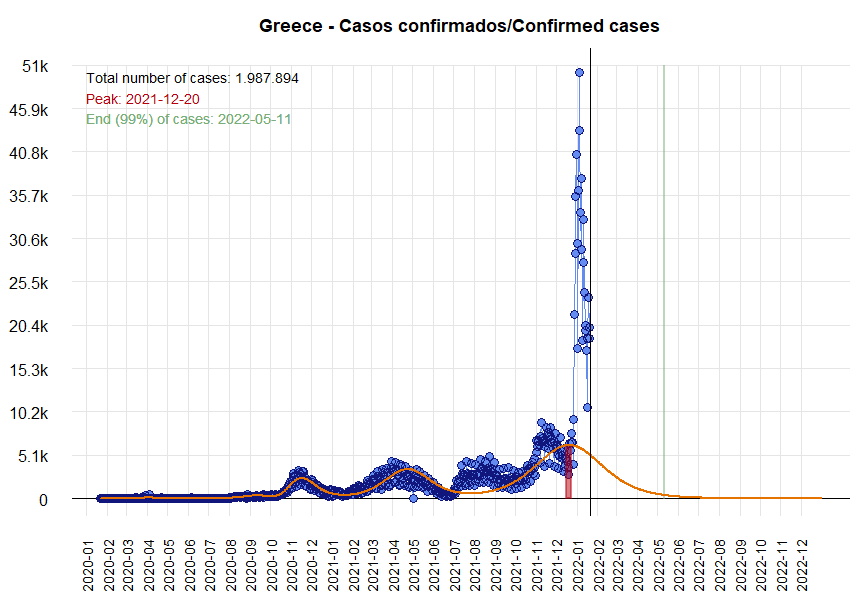 Greece - Casos confirmados/Confirmed cases
Total number of cases: 1.987.894
Peak: 2021-12-20
End (99%) of cases: 2022-05-11
51k
45.9k
40.8k
35.7k
30.6k
25.5k
20.4k
15.3k
10.2k
5.1k
0
2020-01
2020-02
2020-03
2020-04
2020-05
2020-06
2020-07
2020-08
2020-09
2020-10
2020-11
2020-12
2021-01
2021-02
2021-03
2021-04
2021-05
2021-06
2021-07
2021-08
2021-09
2021-10
2021-11
2021-12
2022-01
2022-02
2022-03
2022-04
2022-05
2022-06
2022-07
2022-08
2022-09
2022-10
2022-11
2022-12